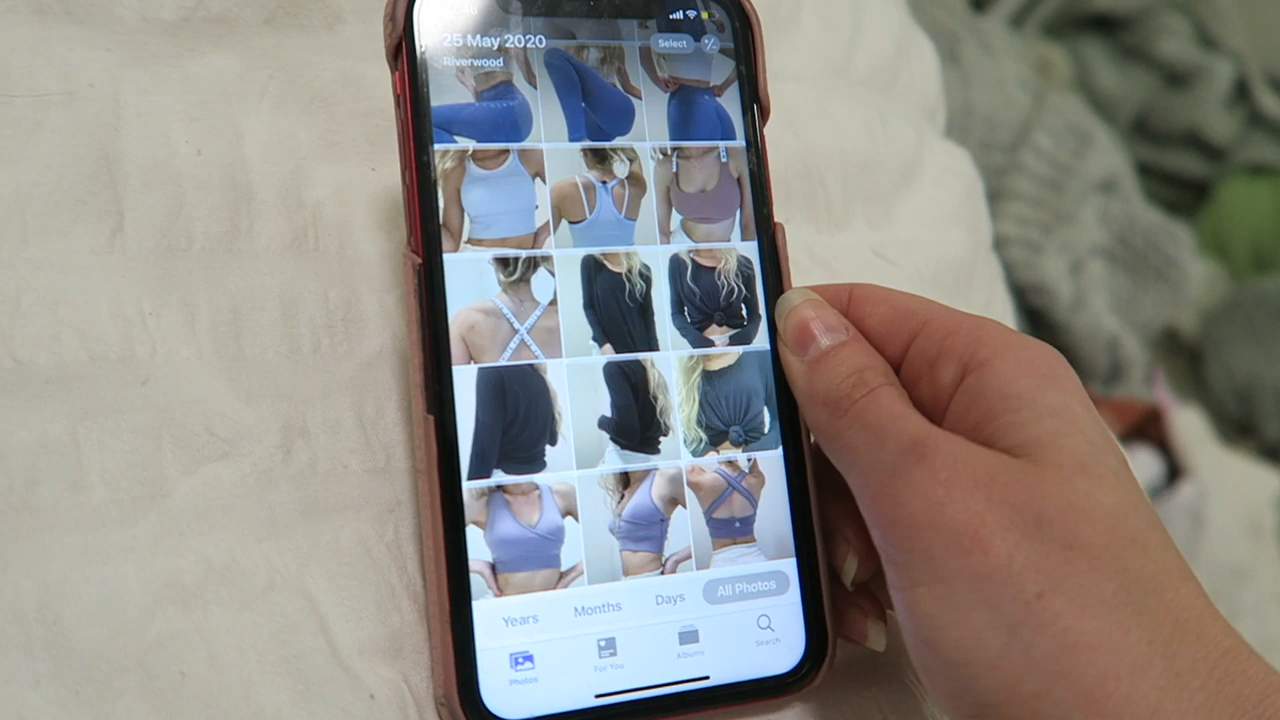 25 May 2020
Select
Riverwood
Years
Months
Days
All Photos
Photos
For You
Albums
Search